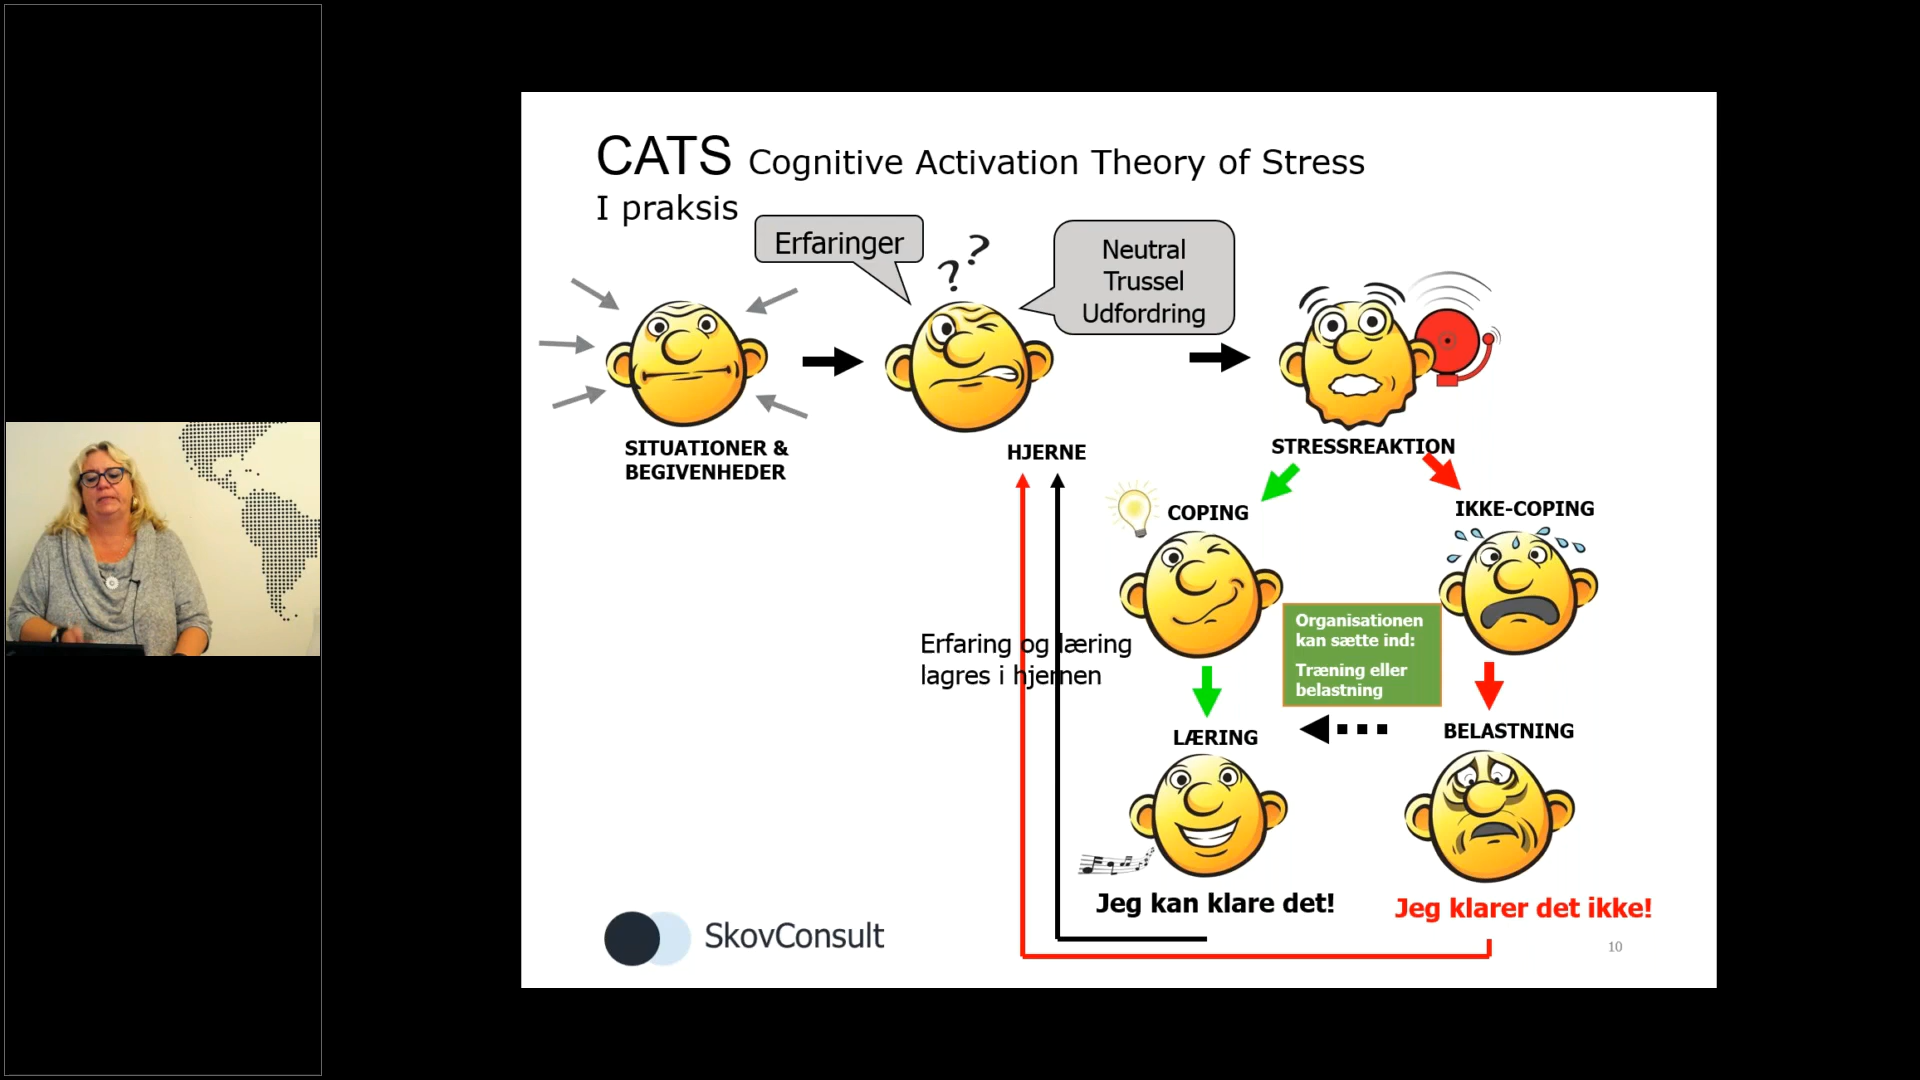 CATS Cognitive Activation Theory of Stress
I praksis
Erfaringer
? ?
Neutral
Trussel
Udfordring
SITUATIONER &
BEGIVENHEDER
HJERNE
STRESSREAKTION
COPING
IKKE-COPING
Organisationen
kan sætte ind:
Træning eller
belastning
Erfaring og læring
lagres i hjernen
LÆRING
BELASTNING
Jeg kan klare det!
Jeg klarer det ikke!
SkovConsult
10